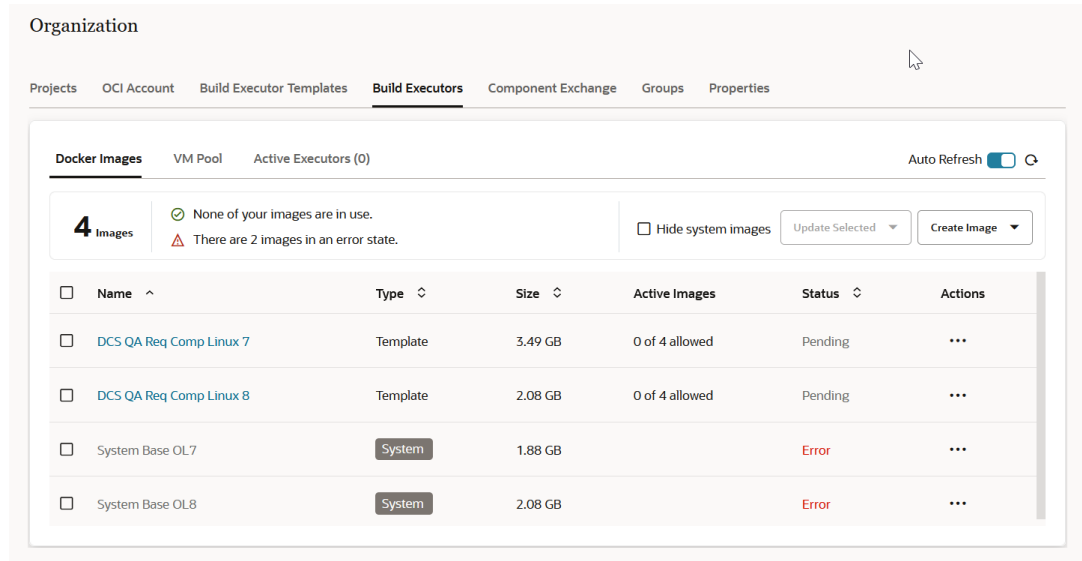 Organization
Projects OCI Account Build Executor Templates Build Executors Component Exchange Groups Properties
Docker Images VM Pool Active Executors (0) Auto Refresh
4 Images
None of your images are in use.
There are 2 images in an error state.
Hide system images Update Selected Create Image
Name Type Size Active Images Status Actions
DCS QA Req Comp Linux 7 Template 3.49 GB 0 of 4 allowed Pending
DCS QA Req Comp Linux 8 Template 2.08 GB 0 of 4 allowed Pending
System Base OL7 System 1.88 GB Error
System Base OL8 System 2.08 GB Error